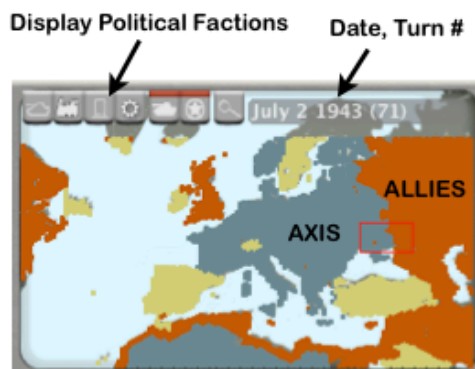 Display Political Factions
Date, Turn #
July 2 1943 (71)
ALLIES
AXIS